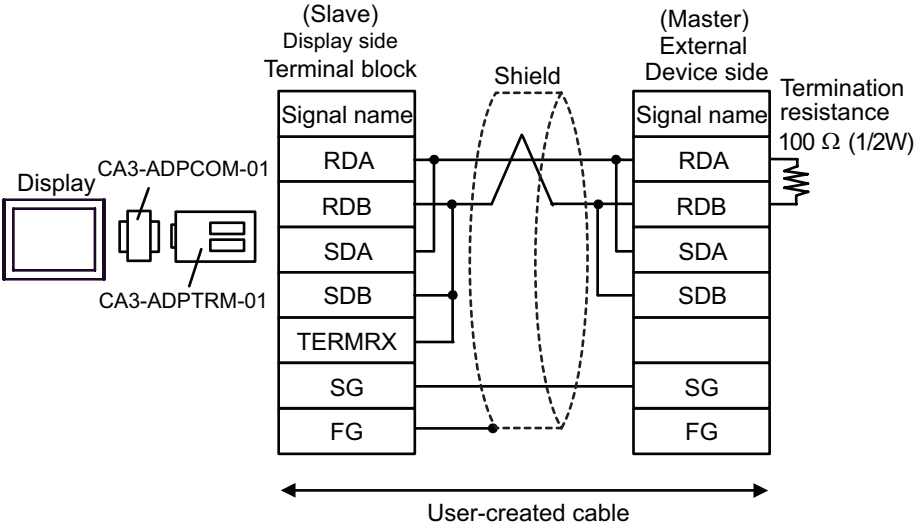 (Slave)
Display side
Terminal block
(Master)
External
Device side
Shield
Termination
resistance
100 Ω (1/2W)
Display
CA3-ADPCOM-01
CA3-ADPTRM-01
Signal name
RDA
RDB
SDA
SDB
TERMRX
SG
FG
Signal name
RDA
RDB
SDA
SDB
SG
FG
User-created cable